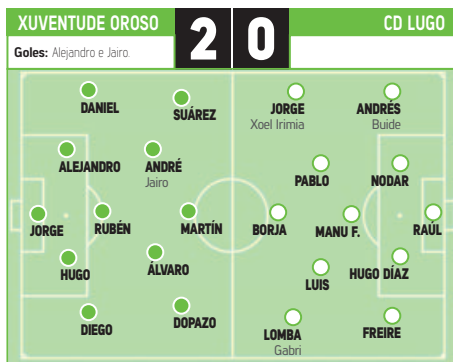 XUVENTUDE OROSO
2 0
CD LUGO
Goles: Alejandro e Jairo.
DANIEL
SUÁREZ
JORGE
Xoel Irimia
ANDRÉS
Buide
ALEJANDRO
ANDRÉ
Jairo
PABLO
NODAR
JORGE
RUBÉN
MARTÍN
BORJA
MANU F.
RAÚL
HUGO
ÁLVARO
LUIS
HUGO DÍAZ
DIEGO
DOPAZO
LOMBA
Gabri
FREIRE